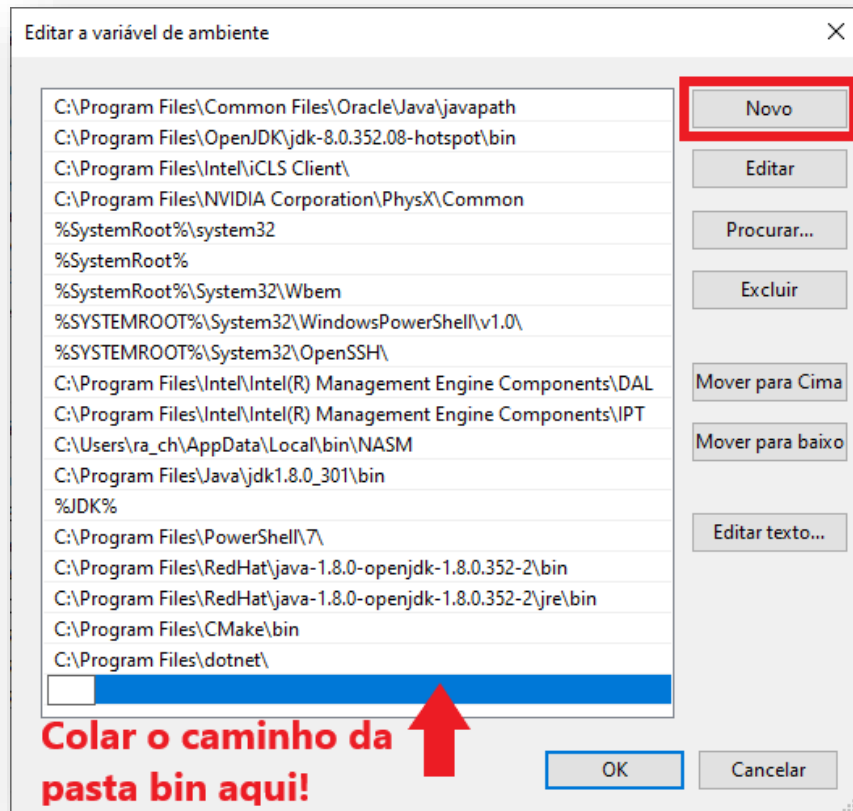 Editar a variável de ambiente
C:\Program Files\Common Files\Oracle\Java\javapath
C:\Program Files\OpenJDK\jdk-8.0.352.08-hotspot\bin
C:\Program Files\Intel\iCLS Client\
C:\Program Files\NVIDIA Corporation\PhysX\Common
%SystemRoot%\system32
%SystemRoot%
%SystemRoot%\System32\Wbem
%SYSTEMROOT%\System32\WindowsPowerShell\v1.0\
%SYSTEMROOT%\System32\OpenSSH\
C:\Program Files\Intel\Intel(R) Management Engine Components\DAL
C:\Program Files\Intel\Intel(R) Management Engine Components\IPT
C:\Users\ra_ch\AppData\Local\bin\NASM
C:\Program Files\Java\jdk1.8.0_301\bin
%JDK%
C:\Program Files\PowerShell\7\
C:\Program Files\RedHat\java-1.8.0-openjdk-1.8.0.352-2\bin
C:\Program Files\RedHat\java-1.8.0-openjdk-1.8.0.352-2\jre\bin
C:\Program Files\CMake\bin
C:\Program Files\dotnet\
Novo
Editar
Procurar...
Excluir
Mover para Cima
Mover para baixo
Editar texto...
Colar o caminho da
pasta bin aqui!
OK
Cancelar